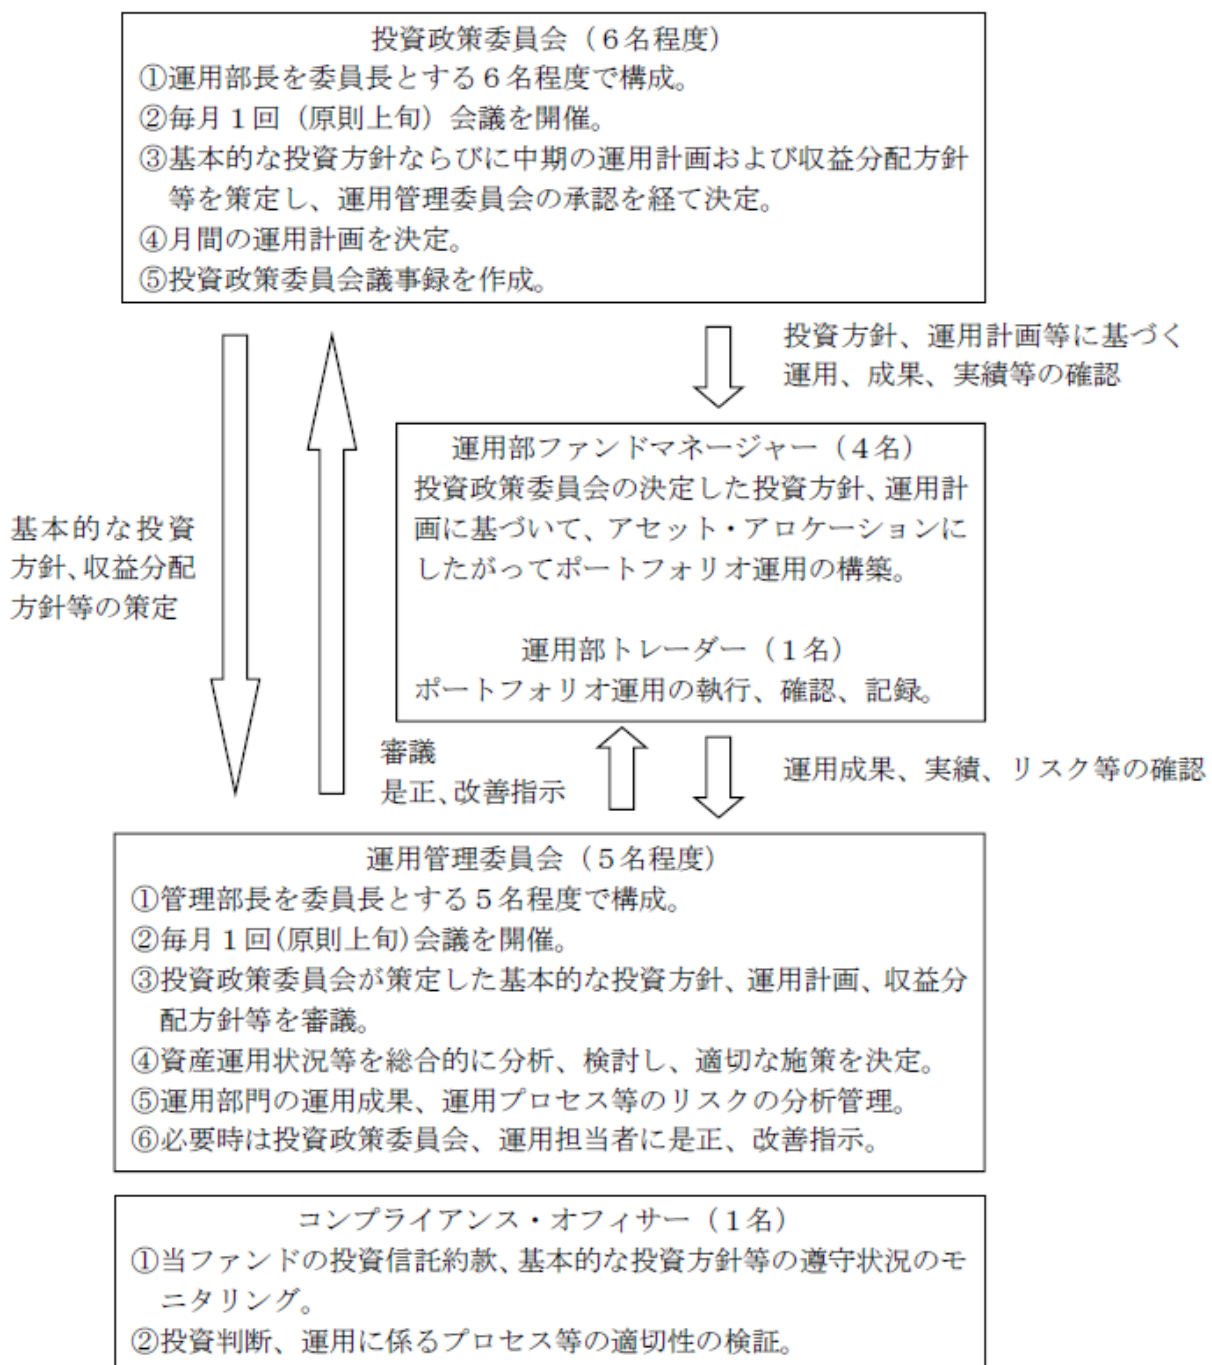 投資政策委員会（６名程度）
①運用部長を委員長とする６名程度で構成。
②毎月１回（原則上旬）会議を開催。
③基本的な投資方針ならびに中期の運用計画および収益分配方針
等を策定し、運用管理委員会の承認を経て決定。
④月間の運用計画を決定。
⑤投資政策委員会議事録を作成。
投資方針、運用計画等に基づく
運用、成果、実績等の確認
基本的な投資
方針、収益分配
方針等の策定
運用部ファンドマネージャー（４名）
投資政策委員会の決定した投資方針、運用計
画に基づいて、アセット・アロケーションに
したがってポートフォリオ運用の構築。
運用部トレーダー（１名）
ポートフォリオ運用の執行、確認、記録。
審議
是正、改善指示
運用成果、実績、リスク等の確認
運用管理委員会（５名程度）
①管理部長を委員長とする５名程度で構成。
②毎月１回(原則上旬)会議を開催。
③投資政策委員会が策定した基本的な投資方針、運用計画、収益分
配方針等を審議。
④資産運用状況等を総合的に分析、検討し、適切な施策を決定。
⑤運用部門の運用成果、運用プロセス等のリスクの分析管理。
⑥必要時は投資政策委員会、運用担当者に是正、改善指示。
コンプライアンス・オフィサー（１名）
①当ファンドの投資信託約款、基本的な投資方針等の遵守状況のモ
ニタリング。
②投資判断、運用に係るプロセス等の適切性の検証。